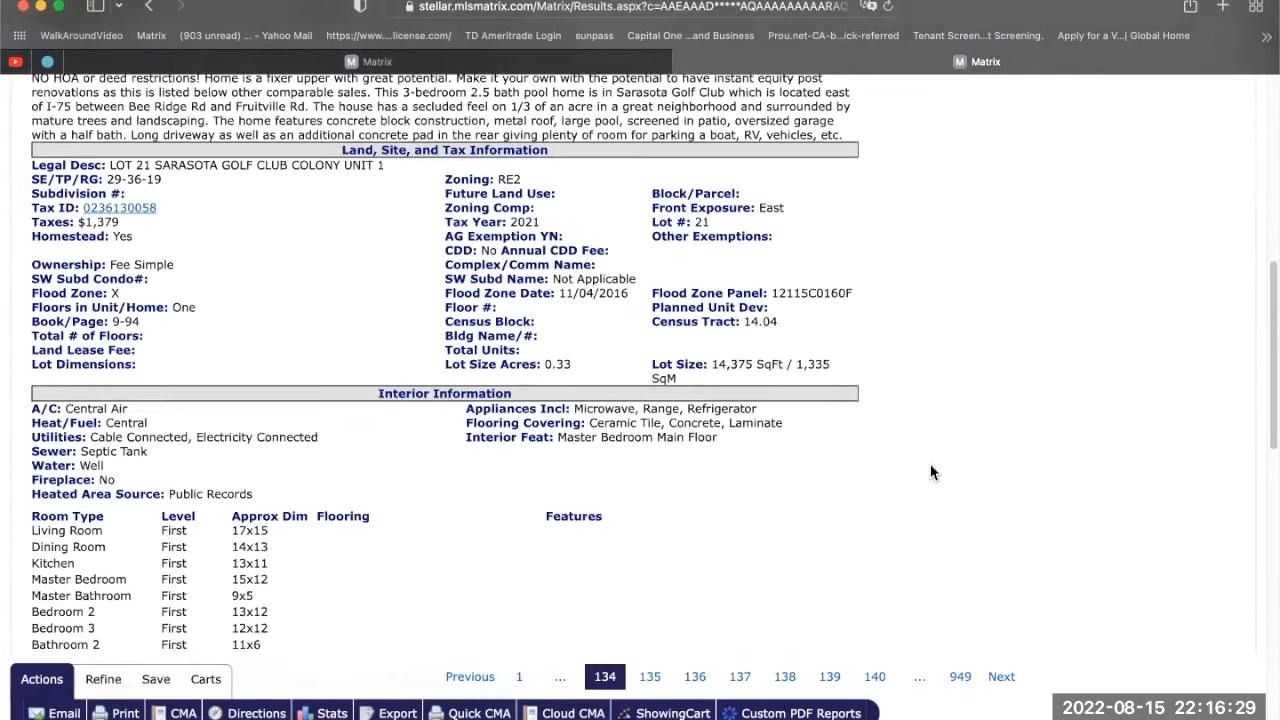 stellar.mlsmatrix.com/Matrix/Results.aspx?c=AAEAAAD*****AQAAAAAAAAARAQ
WalkAroundVideo Matrix (903 unread) ... - Yahoo Mail https://www....license.com/ TD Ameritrade Login sunpass Capital One ...and Business Prou.net-CA-b...ick-referred Tenant Screen...t Screening. Apply for a V...| Global Home
Matrix Matrix
NO HOA or deed restrictions! Home is a fixer upper with great potential. Make it your own with the potential to have instant equity post
renovations as this is listed below other comparable sales. This 3-bedroom 2.5 bath pool home is in Sarasota Golf Club which is located east
of I-75 between Bee Ridge Rd and Fruitville Rd. The house has a secluded feel on 1/3 of an acre in a great neighborhood and surrounded by
mature trees and landscaping. The home features concrete block construction, metal roof, large pool, screened in patio, oversized garage
with a half bath. Long driveway as well as an additional concrete pad in the rear giving plenty of room for parking a boat, RV, vehicles, etc.
Land, Site, and Tax Information
Legal Desc: LOT 21 SARASOTA GOLF CLUB COLONY UNIT 1
SE/TP/RG: 29-36-19 Zoning: RE2
Subdivision #: Future Land Use: Block/Parcel:
Tax ID: 0236130058 Zoning Comp: Front Exposure: East
Taxes: $1,379 Tax Year: 2021 Lot #: 21
Homestead: Yes AG Exemption YN: Other Exemptions:
CDD: No Annual CDD Fee:
Ownership: Fee Simple Complex/Comm Name:
SW Subd Condo#: SW Subd Name: Not Applicable
Flood Zone: X Flood Zone Date: 11/04/2016 Flood Zone Panel: 12115C0160F
Floors in Unit/Home: One Floor #: Planned Unit Dev:
Book/Page: 9-94 Census Block: Census Tract: 14.04
Total # of Floors: Bldg Name/#:
Land Lease Fee: Total Units:
Lot Dimensions: Lot Size Acres: 0.33 Lot Size: 14,375 SqFt / 1,335
SqM
Interior Information
A/C: Central Air Appliances Incl: Microwave, Range, Refrigerator
Heat/Fuel: Central Flooring Covering: Ceramic Tile, Concrete, Laminate
Utilities: Cable Connected, Electricity Connected Interior Feat: Master Bedroom Main Floor
Sewer: Septic Tank
Water: Well
Fireplace: No
Heated Area Source: Public Records
Room Type Level Approx Dim Flooring Features
Living Room First 17x15
Dining Room First 14x13
Kitchen First 13x11
Master Bedroom First 15x12
Master Bathroom First 9x5
Bedroom 2 First 13x12
Bedroom 3 First 12x12
Bathroom 2 First 11x6
Actions Refine Save Carts Previous 1 ... 134 135 136 137 138 139 140 ... 949 Next
Email Print CMA Directions Stats Export Quick CMA Cloud CMA ShowingCart Custom PDF Reports
2022-08-15 22:16:29